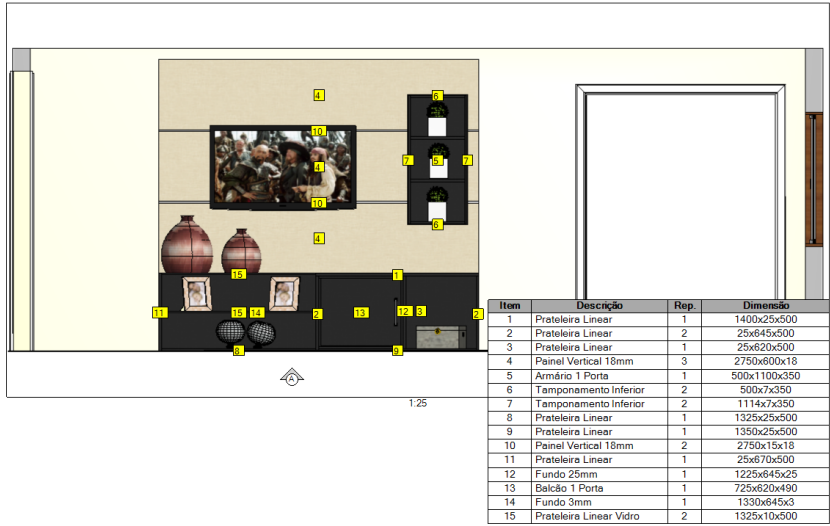 4
6
10
7
5
7
4
10
6
4
15
1
11
15
14
2
13
12
3
2
6
8
9
A
1:25
Item Descrição Rep. Dimensão
1 Prateleira Linear 1 1400x25x500
2 Prateleira Linear 2 25x645x500
3 Prateleira Linear 1 25x620x500
4 Painel Vertical 18mm 3 2750x600x18
5 Armário 1 Porta 1 500x1100x350
6 Tamponamento Inferior 2 500x7x350
7 Tamponamento Inferior 2 1114x7x350
8 Prateleira Linear 1 1325x25x500
9 Prateleira Linear 1 1350x25x500
10 Painel Vertical 18mm 2 2750x15x18
11 Prateleira Linear 1 25x670x500
12 Fundo 25mm 1 1225x645x25
13 Balcão 1 Porta 1 725x620x490
14 Fundo 3mm 1 1330x645x3
15 Prateleira Linear Vidro 2 1325x10x500